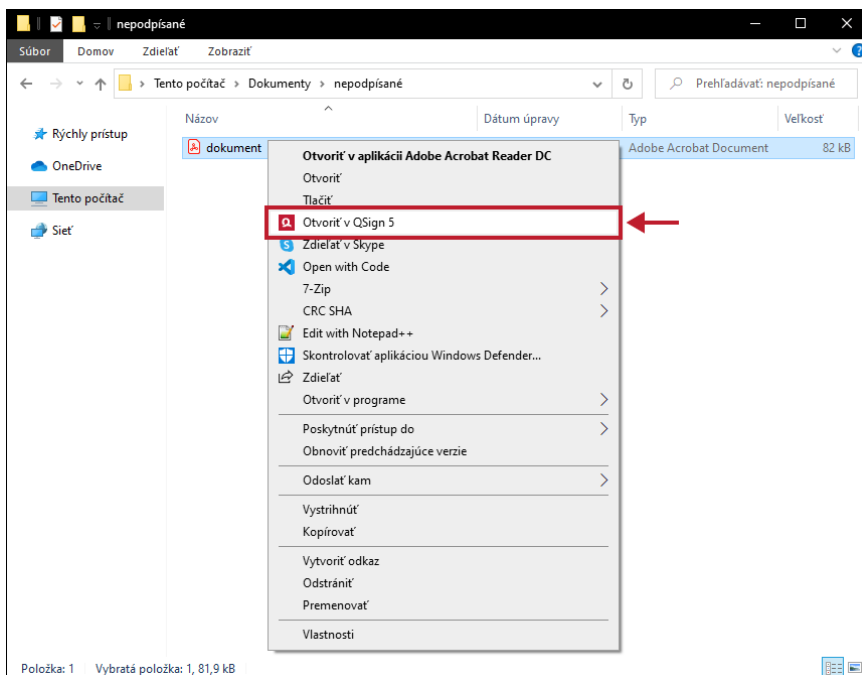 nepodpísané
Súbor Domov Zdieľať Zobraziť
Tento počítač Dokumenty nepodpísané Prehľadávať: nepodpísané
Názov Dátum úpravy Typ Veľkosť
Rýchly prístup
OneDrive
Tento počítač
Sieť
dokument Adobe Acrobat Document 82 kB
Otvoriť v aplikácii Adobe Acrobat Reader DC
Otvoriť
Tlačiť
Otvoriť v QSign 5
Zdieľať v Skype
Open with Code
7-Zip
CRC SHA
Edit with Notepad++
Skontrolovať aplikáciou Windows Defender...
Zdieľať
Otvoriť v programe
Poskytnúť prístup do
Obnoviť predchádzajúce verzie
Odoslať kam
Vystrihnúť
Kopírovať
Vytvoriť odkaz
Odstrániť
Premenovať
Vlastnosti
Položka: 1 Vybratá položka: 1, 81,9 kB